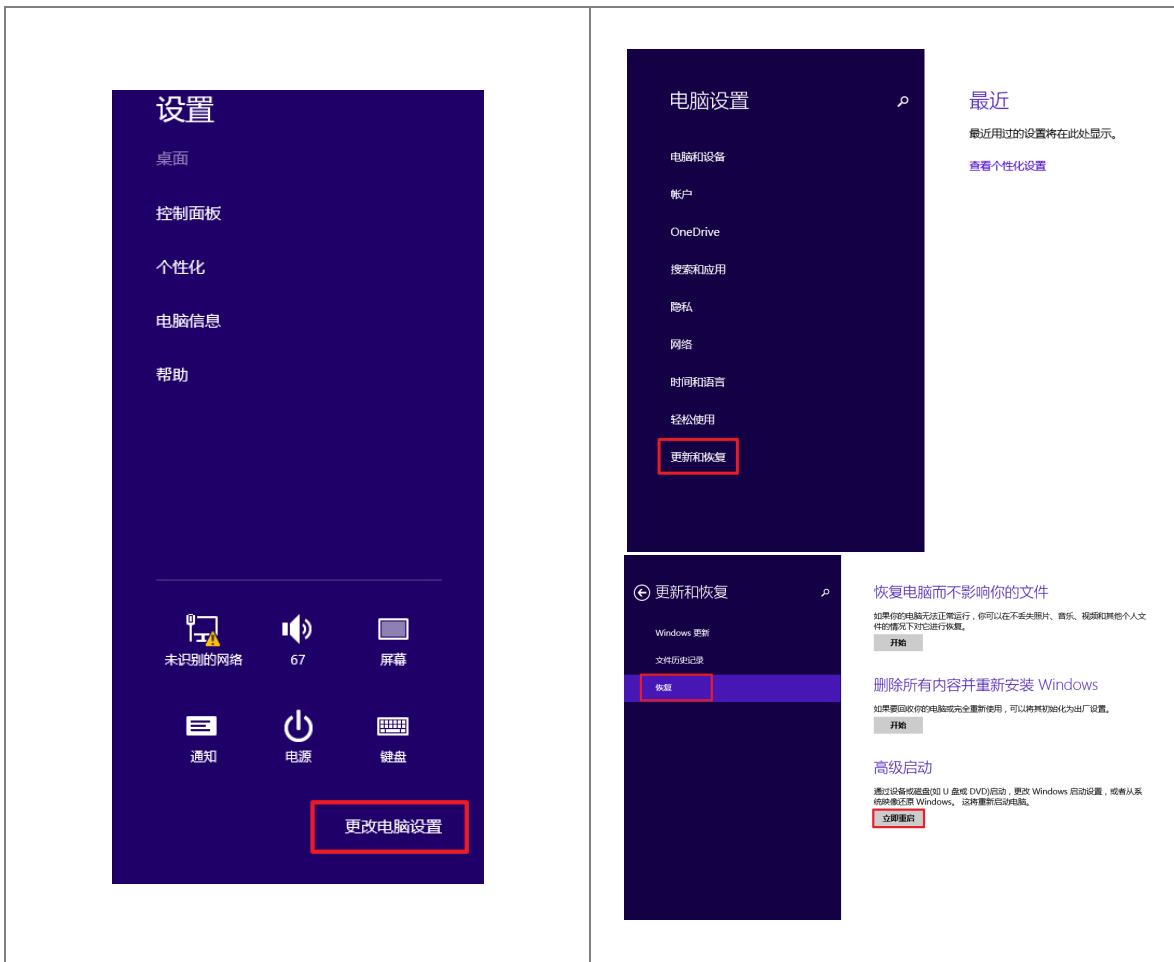 设置
桌面
控制面板
个性化
电脑信息
帮助
未识别的网络
67
屏幕
通知
电源
键盘
更改电脑设置
电脑设置
电脑和设备
帐户
OneDrive
搜索和应用
隐私
网络
时间和语言
轻松使用
更新和恢复
最近
最近用过的设置将在此处显示。
查看个性化设置
更新和恢复
Windows 更新
文件历史记录
恢复
恢复电脑而不影响你的文件
如果你的电脑无法正常运行，你可以在不丢失照片、音乐、视频和其他个人文
件的情况下对它进行恢复。
开始
删除所有内容并重新安装 Windows
如果要回收你的电脑或完全重新使用，可以将其初始化为出厂设置。
开始
高级启动
通过设备或磁盘(如 U 盘或 DVD)启动，更改 Windows 启动设置，或者从系
统映像还原 Windows。 这将重新启动电脑。
立即重启